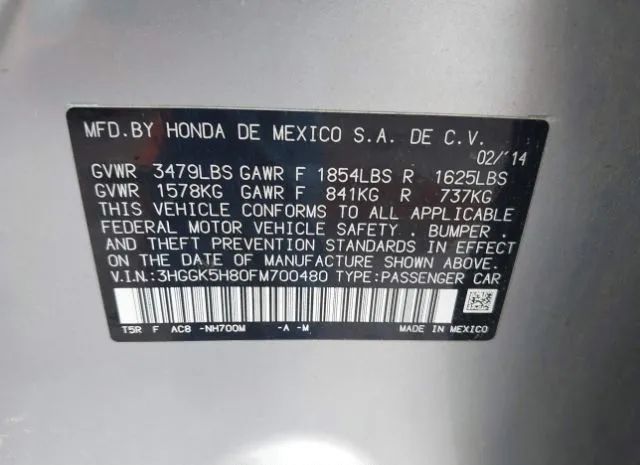 MFD.BY HONDA DE MEXICO S.A. DE C.V.
02/'14
GVWR 3479LBS GAWR F 1854LBS R 1625LBS
GVWR 1578KG GAWR F 841KG R 737KG
THIS VEHICLE CONFORMS TO ALL APPLICABLE
FEDERAL MOTOR VEHICLE SAFETY . BUMPER .
AND THEFT PREVENTION STANDARDS IN EFFECT
ON THE DATE OF MANUFACTURE SHOWN ABOVE.
V.I.N.:3HGGK5H80FM700480 TYPE:PASSENGER CAR
T5R F AC8 -NH700M -A -M MADE IN MEXICO